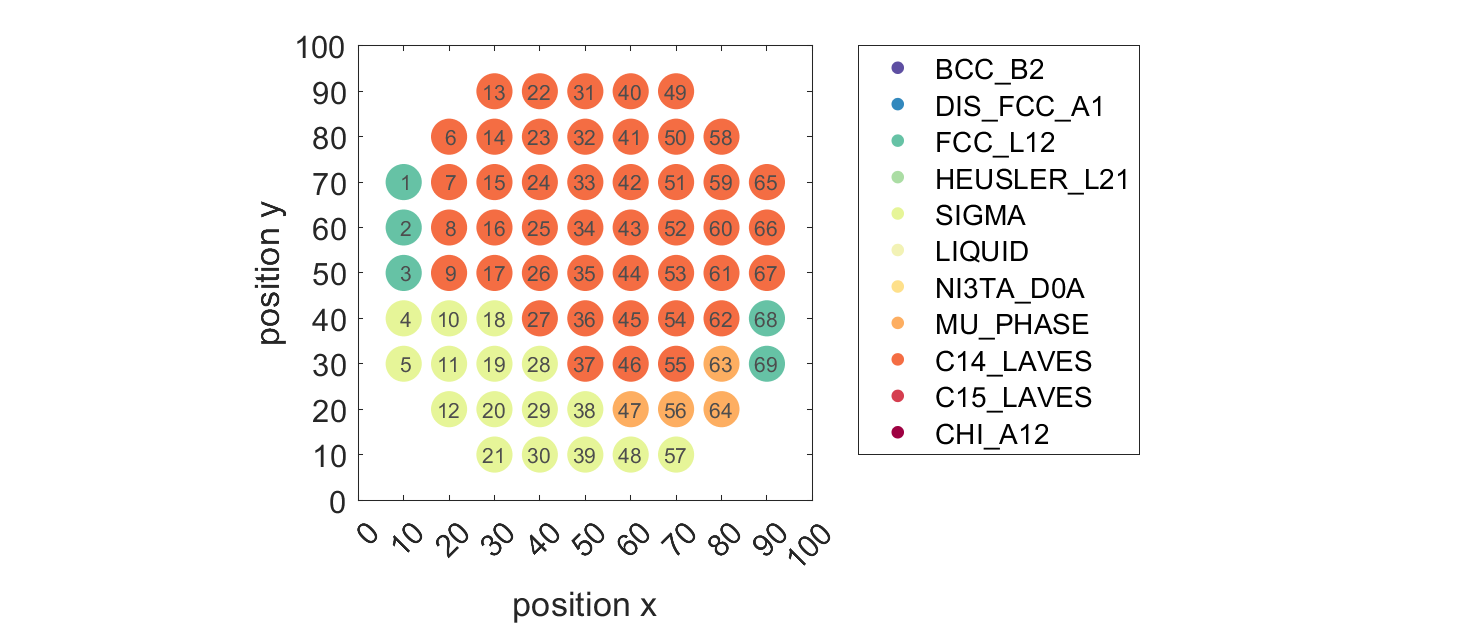 100
90
13 22 31 40 49
80
6 14 23 32 41 50 58
70
1 7 15 24 33 42 51 59 65
60
2 8 16 25 34 43 52 60 66
50
3 9 17 26 35 44 53 61 67
40
4 10 18 27 36 45 54 62 68
30
5 11 19 28 37 46 55 63 69
20
12 20 29 38 47 56 64
10
21 30 39 48 57
0
position y
0 10 20 30 40 50 60 70 80 90 100
position x
BCC_B2
DIS_FCC_A1
FCC_L12
HEUSLER_L21
SIGMA
LIQUID
NI3TA_D0A
MU_PHASE
C14_LAVES
C15_LAVES
CHI_A12